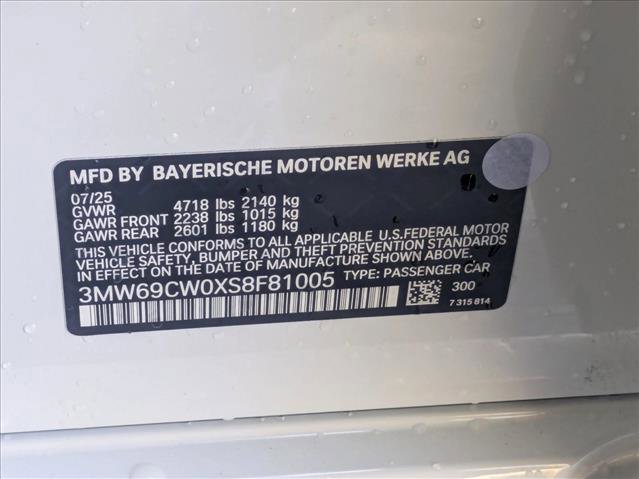 MFD BY BAYERISCHE MOTOREN WERKE AG
07/25
GVWR 4718 lbs 2140 kg
GAWR FRONT 2238 lbs 1015 kg
GAWR REAR 2601 lbs 1180 kg
THIS VEHICLE CONFORMS TO ALL APPLICABLE U.S.FEDERAL MOTOR
VEHICLE SAFETY, BUMPER, AND THEFT PREVENTION STANDARDS
IN EFFECT ON THE DATE OF MANUFACTURE SHOWN ABOVE.
3MW69CW0XS8F81005 TYPE: PASSENGER CAR
300
7 315 814